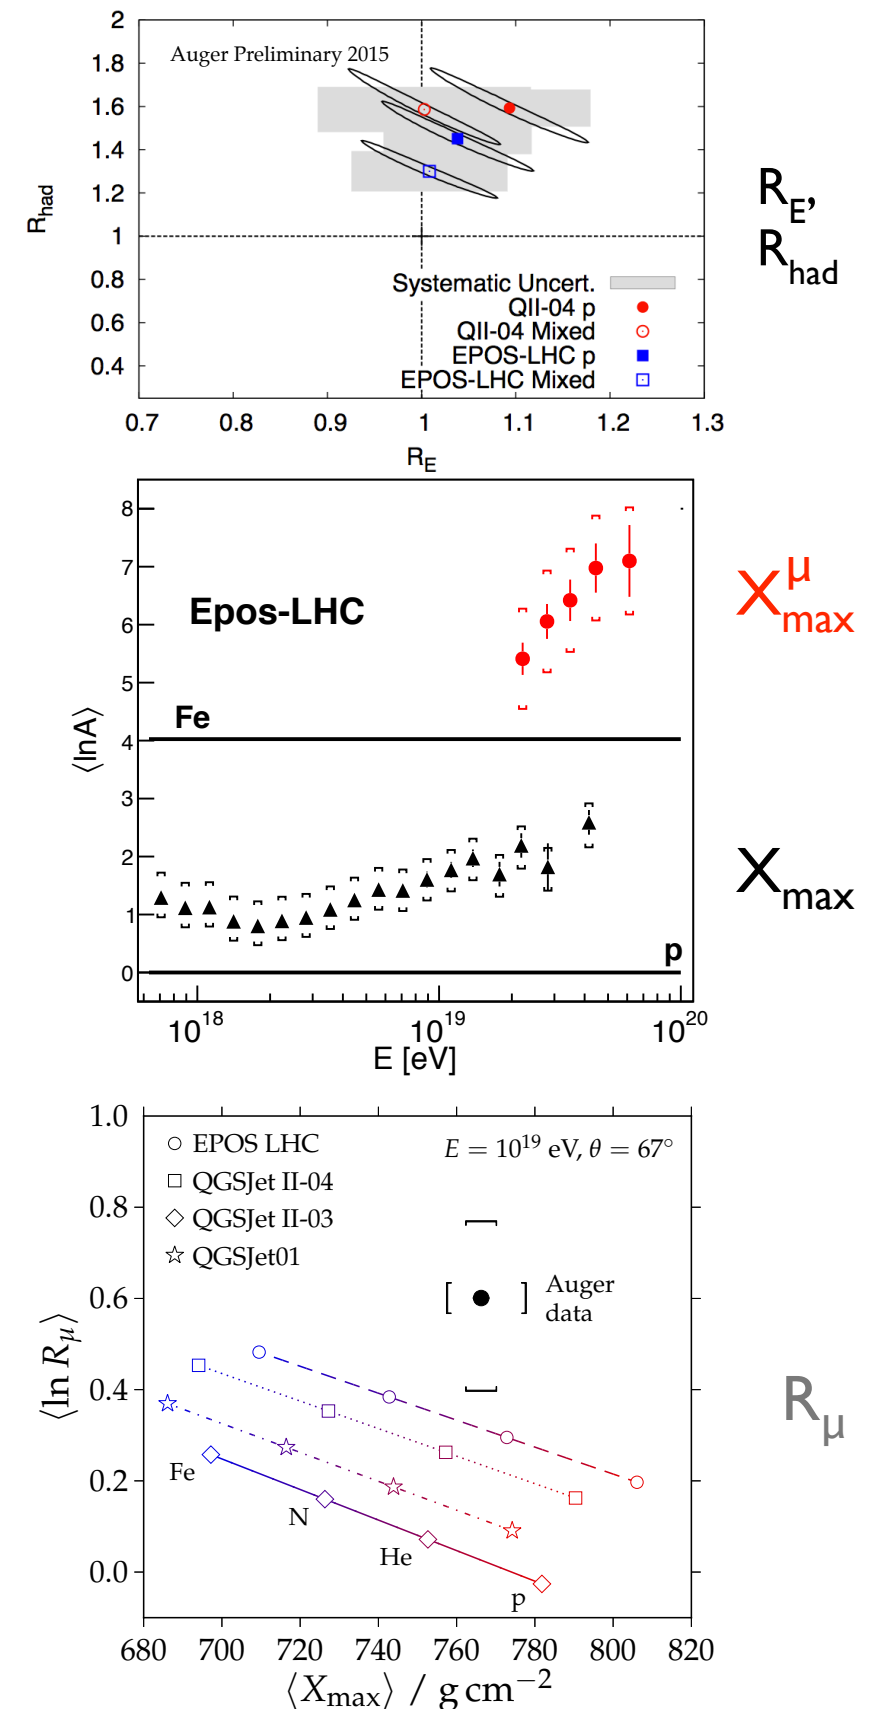 Auger Preliminary 2015
2
1.8
1.6
1.4
1.2
1
0.8
0.6
0.4
R_had
Systematic Uncert.
QII-04 p
QII-04 Mixed
EPOS-LHC p
EPOS-LHC Mixed
0.7 0.8 0.9 1 1.1 1.2 1.3
R_E
R_E,
R_had
8
7
6
5
4
3
2
1
0
⟨lnA⟩
Epos-LHC
Fe
p
10^18 10^19 10^20
E [eV]
X^μ_max
X_max
1.0
0.8
0.6
0.4
0.2
0.0
⟨ln R_μ⟩
EPOS LHC
QGSJet II-04
QGSJet II-03
QGSJet01
E = 10^19 eV, θ = 67°
Auger
data
Fe
N
He
p
680 700 720 740 760 780 800 820
⟨X_max⟩ / g cm^−2
R_μ